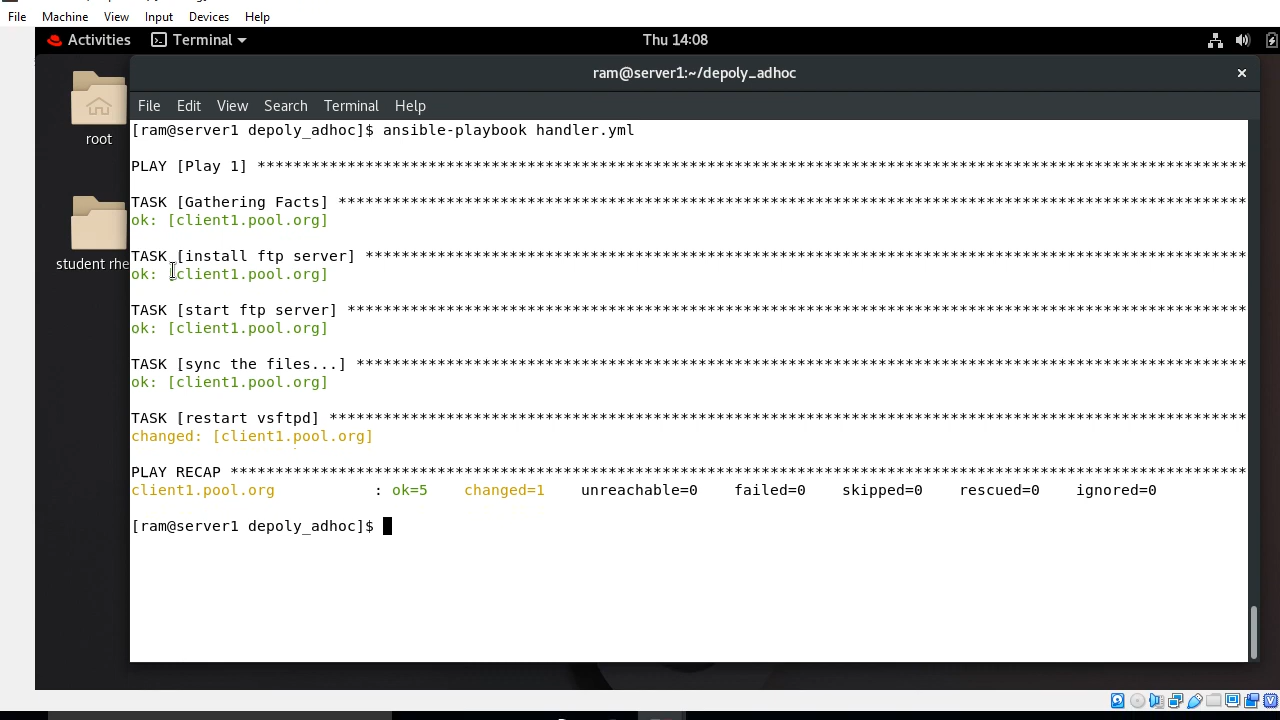 File Machine View Input Devices Help
Activities Terminal Thu 14:08
ram@server1:~/depoly_adhoc
File Edit View Search Terminal Help
root
student rhe
[ram@server1 depoly_adhoc]$ ansible-playbook handler.yml
PLAY [Play 1] **************************************************************************************************************
TASK [Gathering Facts] *****************************************************************************************************
ok: [client1.pool.org]
TASK [install ftp server] **************************************************************************************************
ok: [client1.pool.org]
TASK [start ftp server] ****************************************************************************************************
ok: [client1.pool.org]
TASK [sync the files...] ***************************************************************************************************
ok: [client1.pool.org]
TASK [restart vsftpd] ******************************************************************************************************
changed: [client1.pool.org]
PLAY RECAP *****************************************************************************************************************
client1.pool.org : ok=5 changed=1 unreachable=0 failed=0 skipped=0 rescued=0 ignored=0
[ram@server1 depoly_adhoc]$